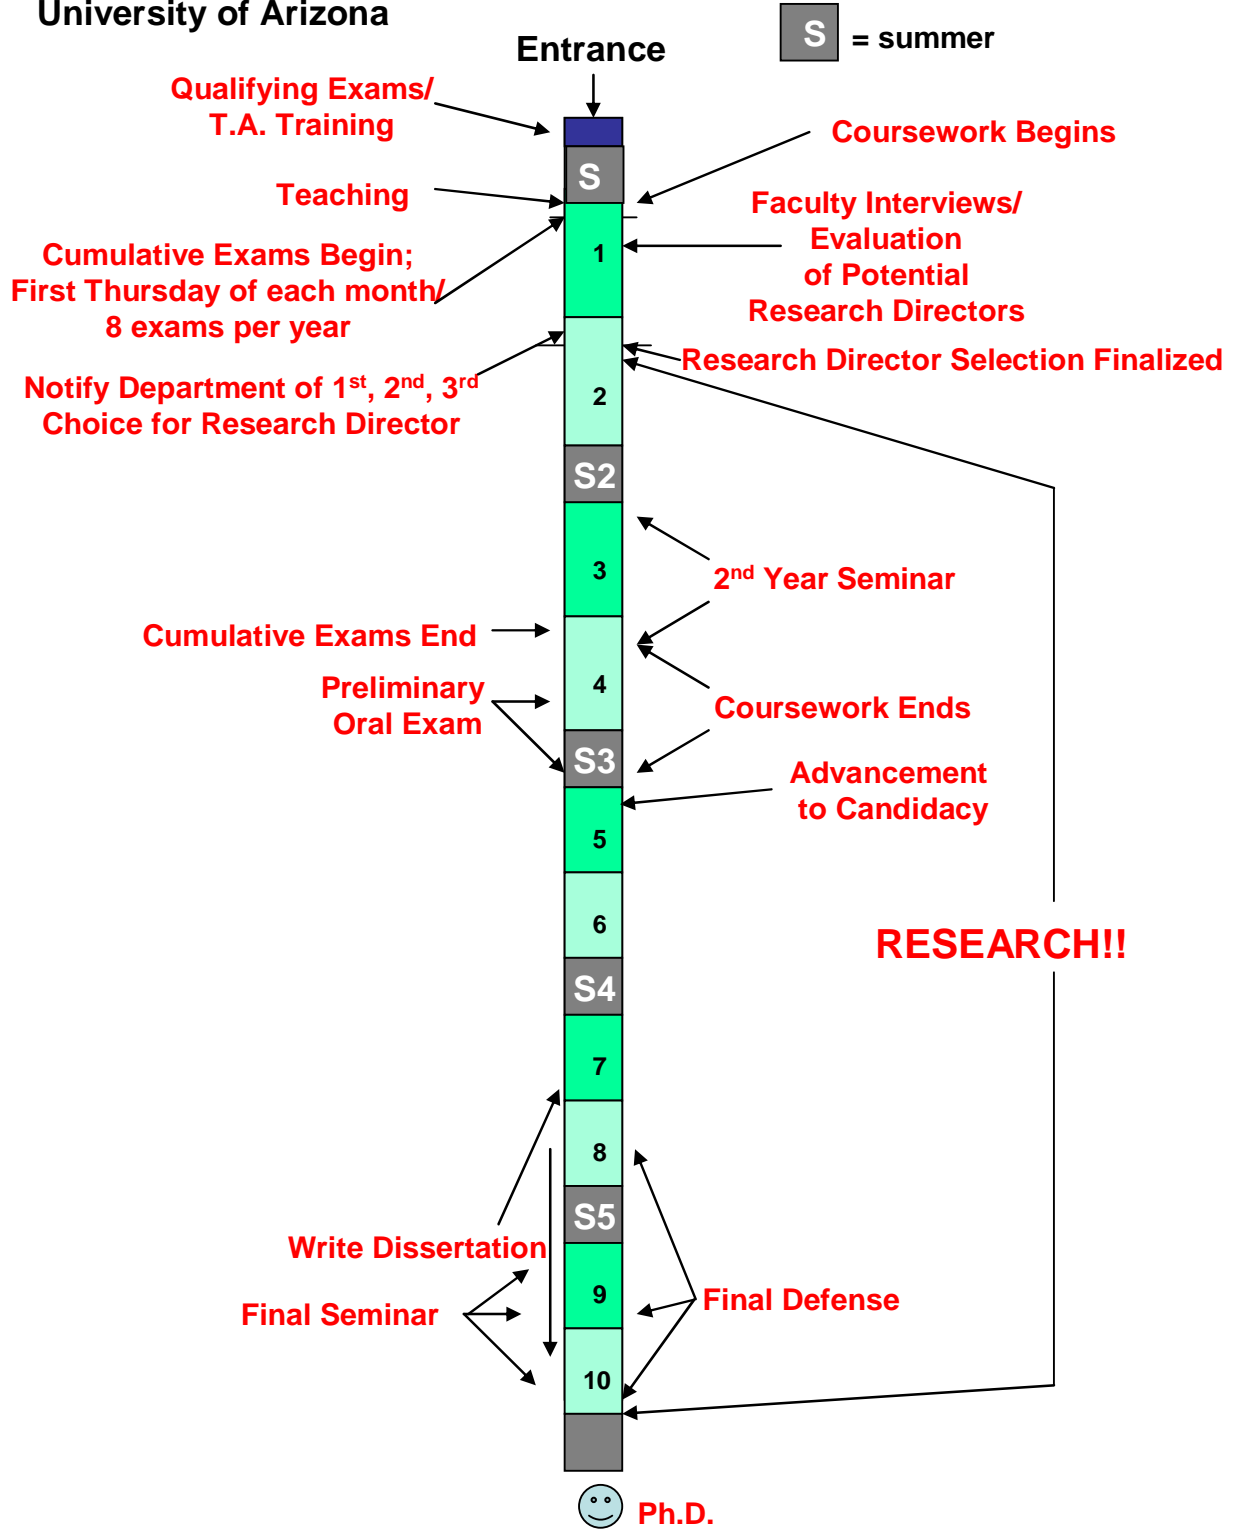 University of Arizona
S = summer
Entrance
Qualifying Exams/
T.A. Training
Coursework Begins
S
Teaching
Faculty Interviews/
Evaluation
of Potential
Research Directors
1
Cumulative Exams Begin;
First Thursday of each month/
8 exams per year
Research Director Selection Finalized
Notify Department of 1st, 2nd, 3rd
Choice for Research Director
2
S2
3
2nd Year Seminar
Cumulative Exams End
4
Preliminary
Oral Exam
Coursework Ends
S3
Advancement
to Candidacy
5
6
RESEARCH!!
S4
7
8
S5
Write Dissertation
9
Final Seminar
Final Defense
10
Ph.D.